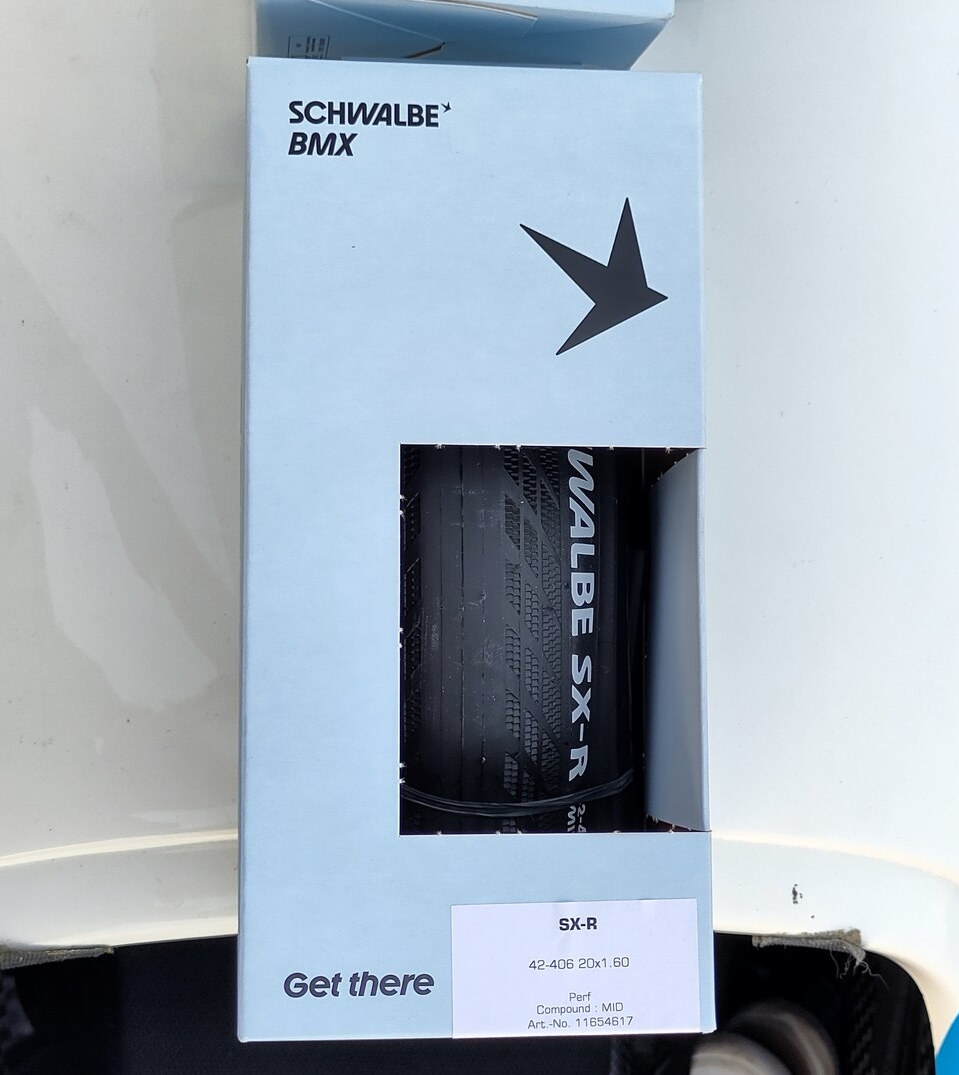 SCHWALBE
BMX
WALBE SX-R
Get there
SX-R
42-406 20x1.60
Perf
Compound : MID
Art.-No. 11654617